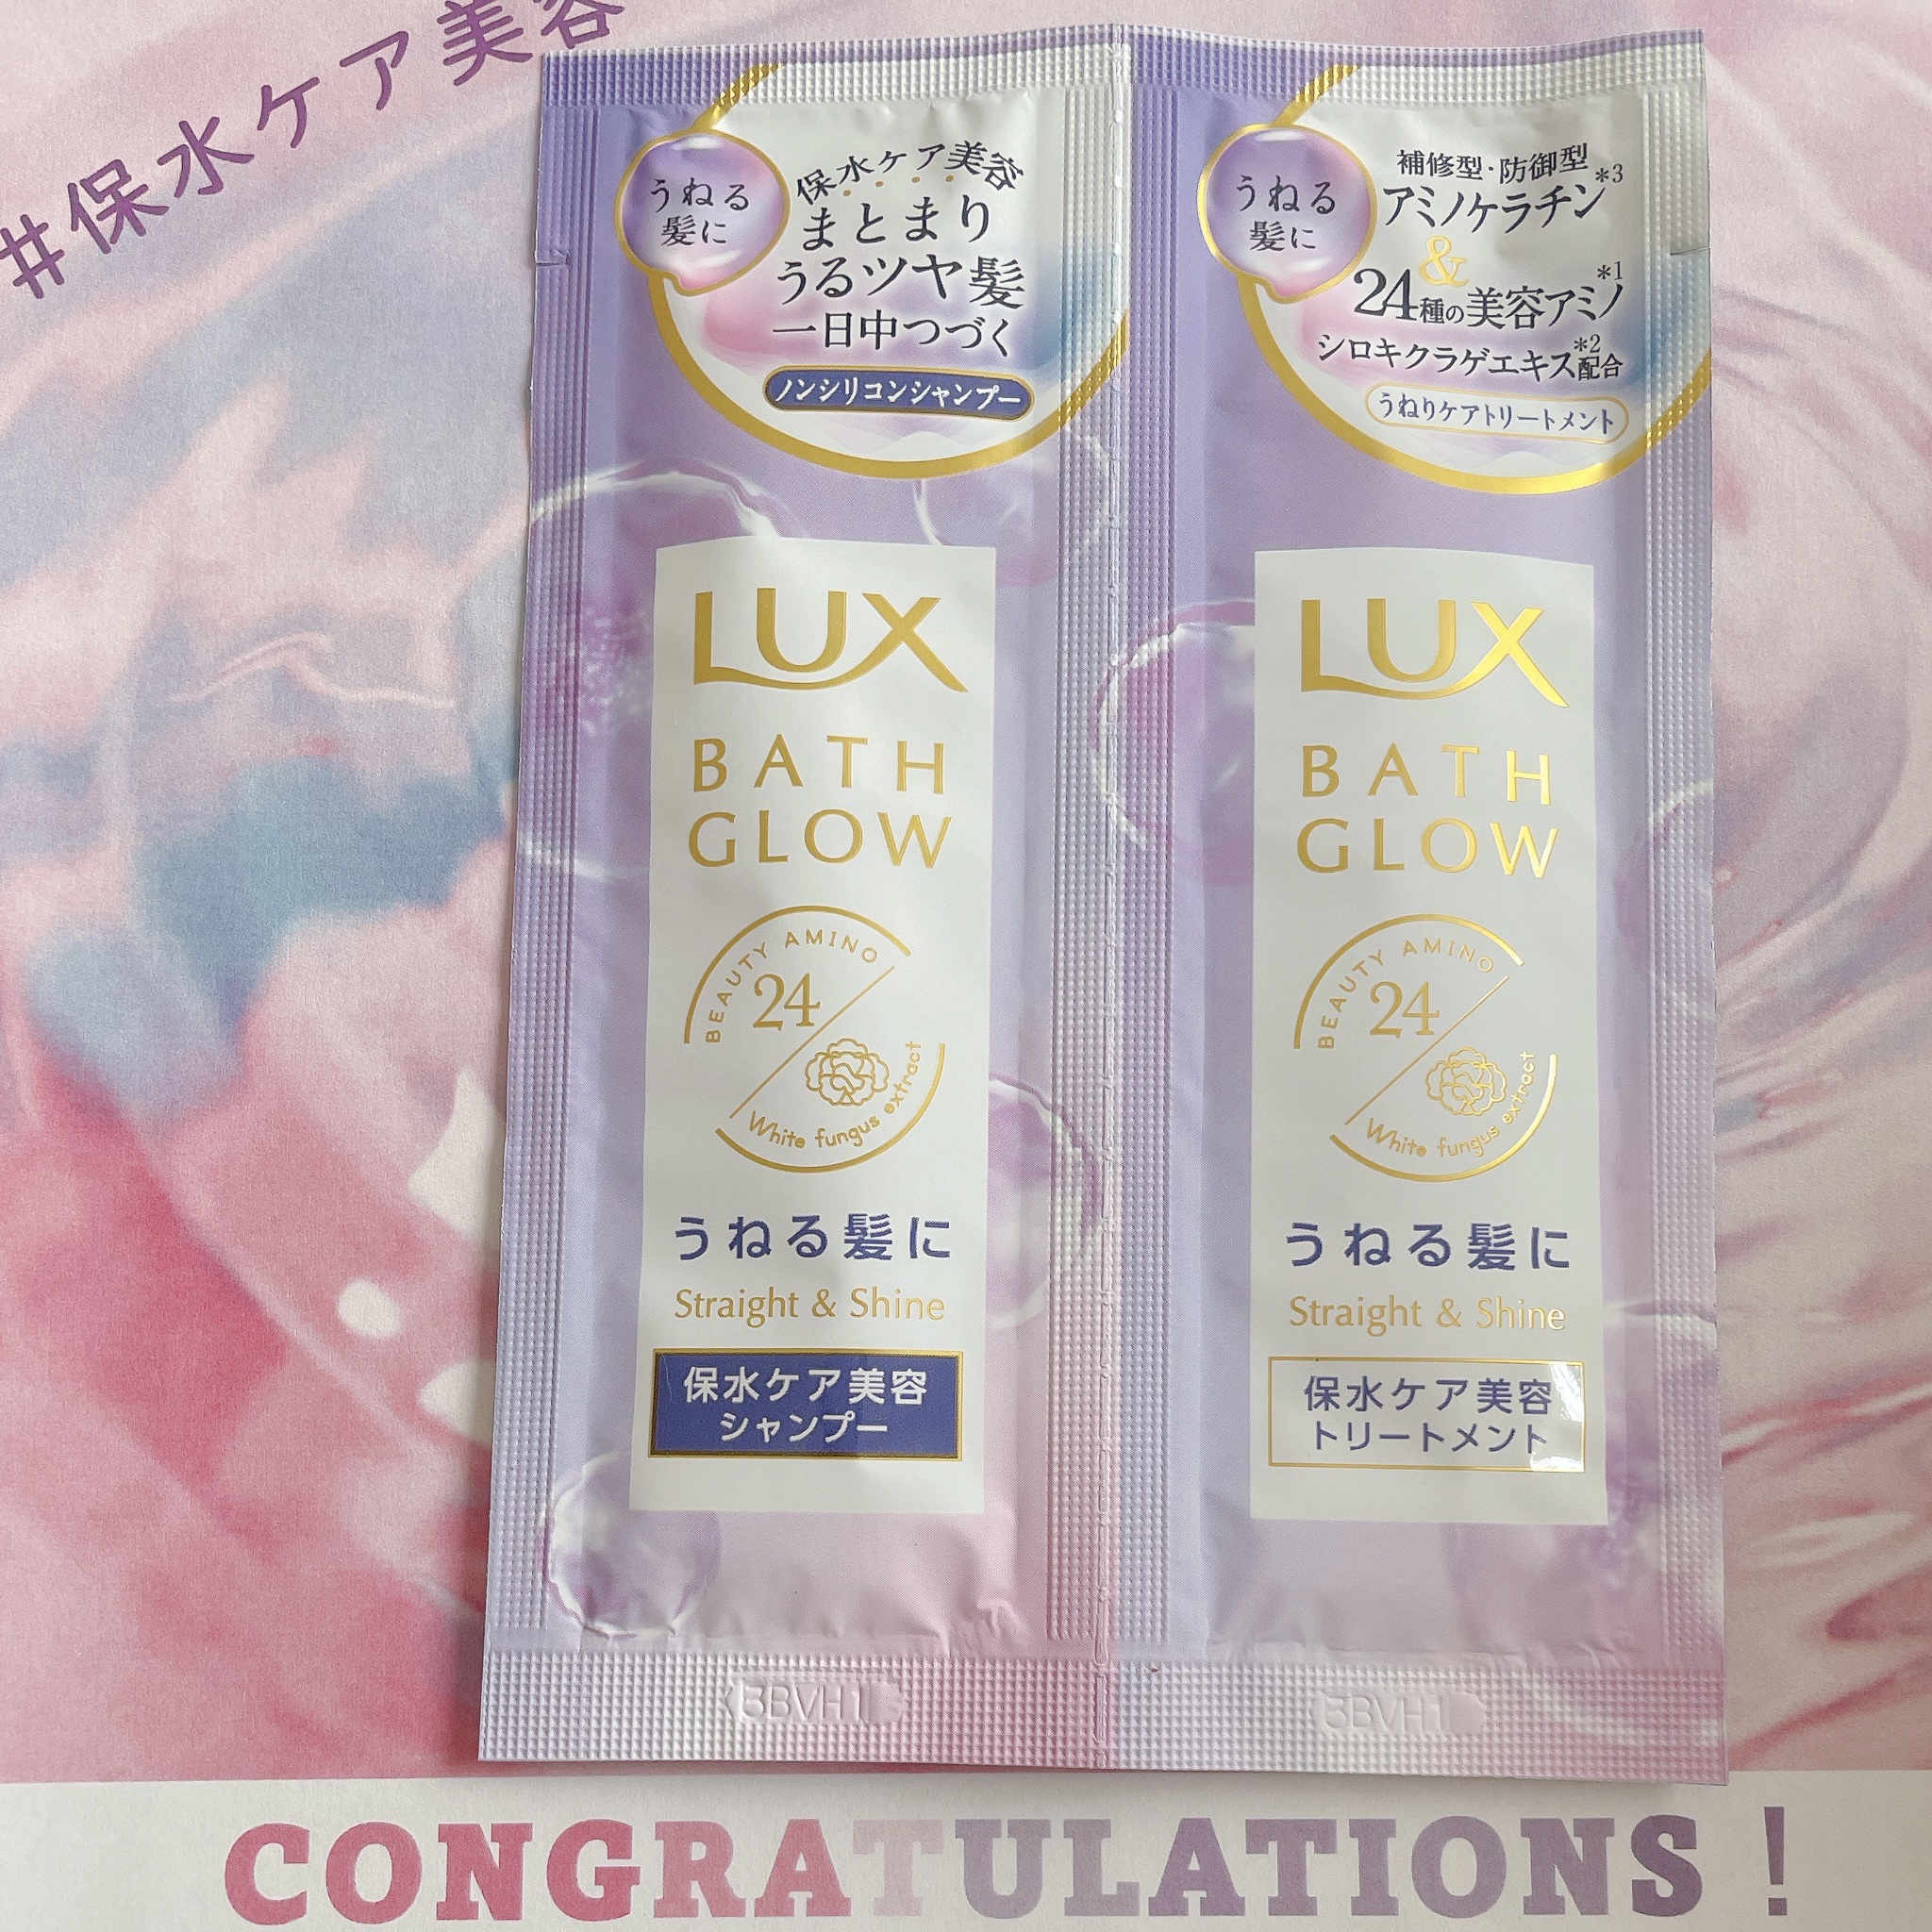 #保水ケア美容
うねる
髪に
保水ケア美容
まとまり
うるツヤ髪
一日中つづく
ノンシリコンシャンプー
LUX
BATH
GLOW
BEAUTY AMINO
24
White fungus extract
うねる髪に
Straight & Shine
保水ケア美容
シャンプー
3BVH1
うねる
髪に
補修型・防御型
アミノケラチン*3
&
24種の美容アミノ*1
シロキクラゲエキス*2配合
うねりケアトリートメント
LUX
BATH
GLOW
BEAUTY AMINO
24
White fungus extract
うねる髪に
Straight & Shine
保水ケア美容
トリートメント
3BVH1
CONGRATULATIONS!